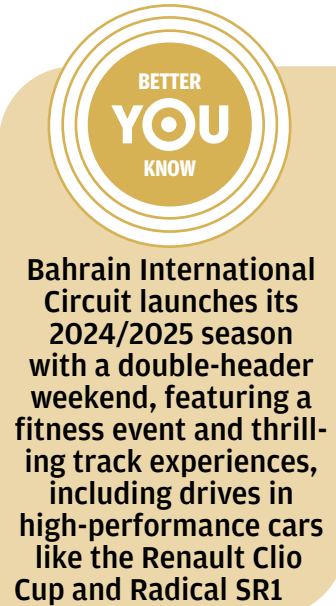 BETTER
YOU
KNOW
Bahrain International
Circuit launches its
2024/2025 season
with a double-header
weekend, featuring a
fitness event and thrill-
ing track experiences,
including drives in
high-performance cars
like the Renault Clio
Cup and Radical SR1